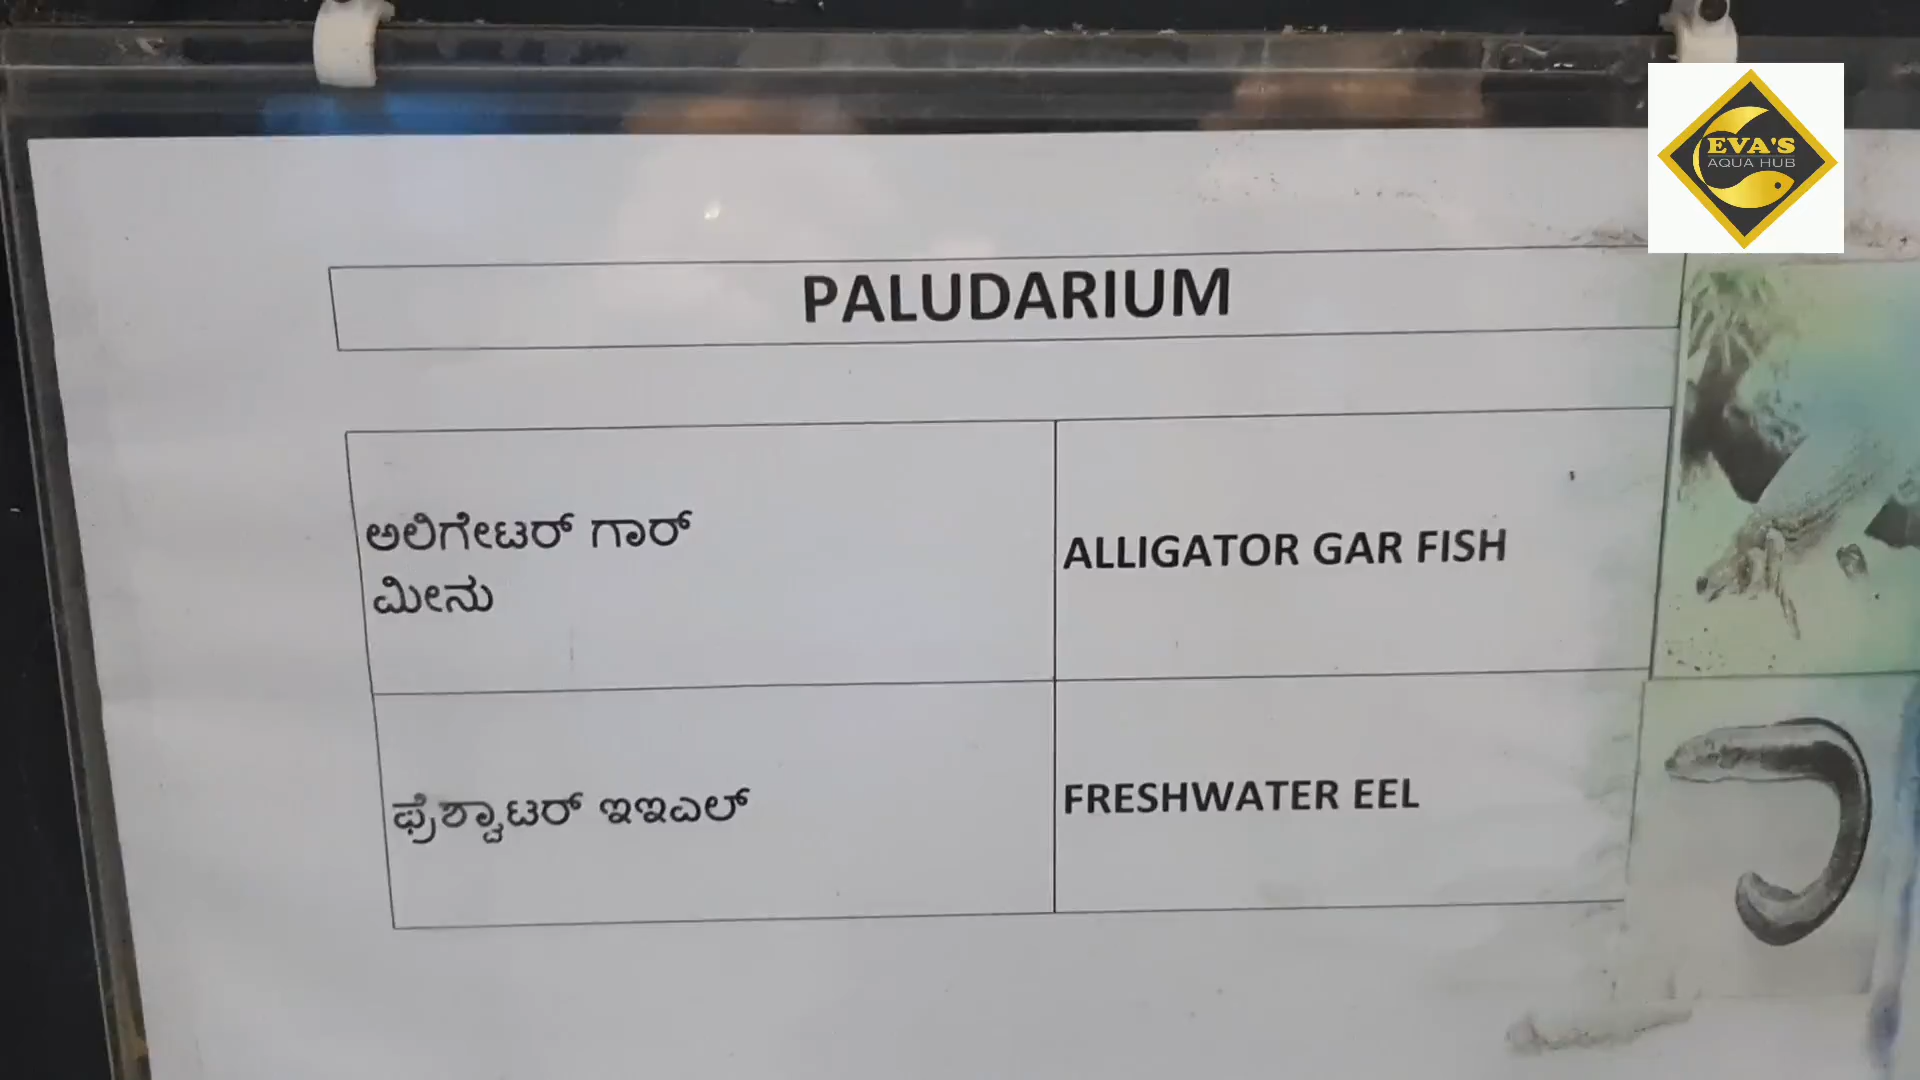 EVA'S
AQUA HUB
PALUDARIUM
ಅಲಿಗೇಟರ್ ಗಾರ್
ಮೀನು
ALLIGATOR GAR FISH
ಫ್ರೆಶ್ವಾಟರ್ ಇಇಎಲ್
FRESHWATER EEL